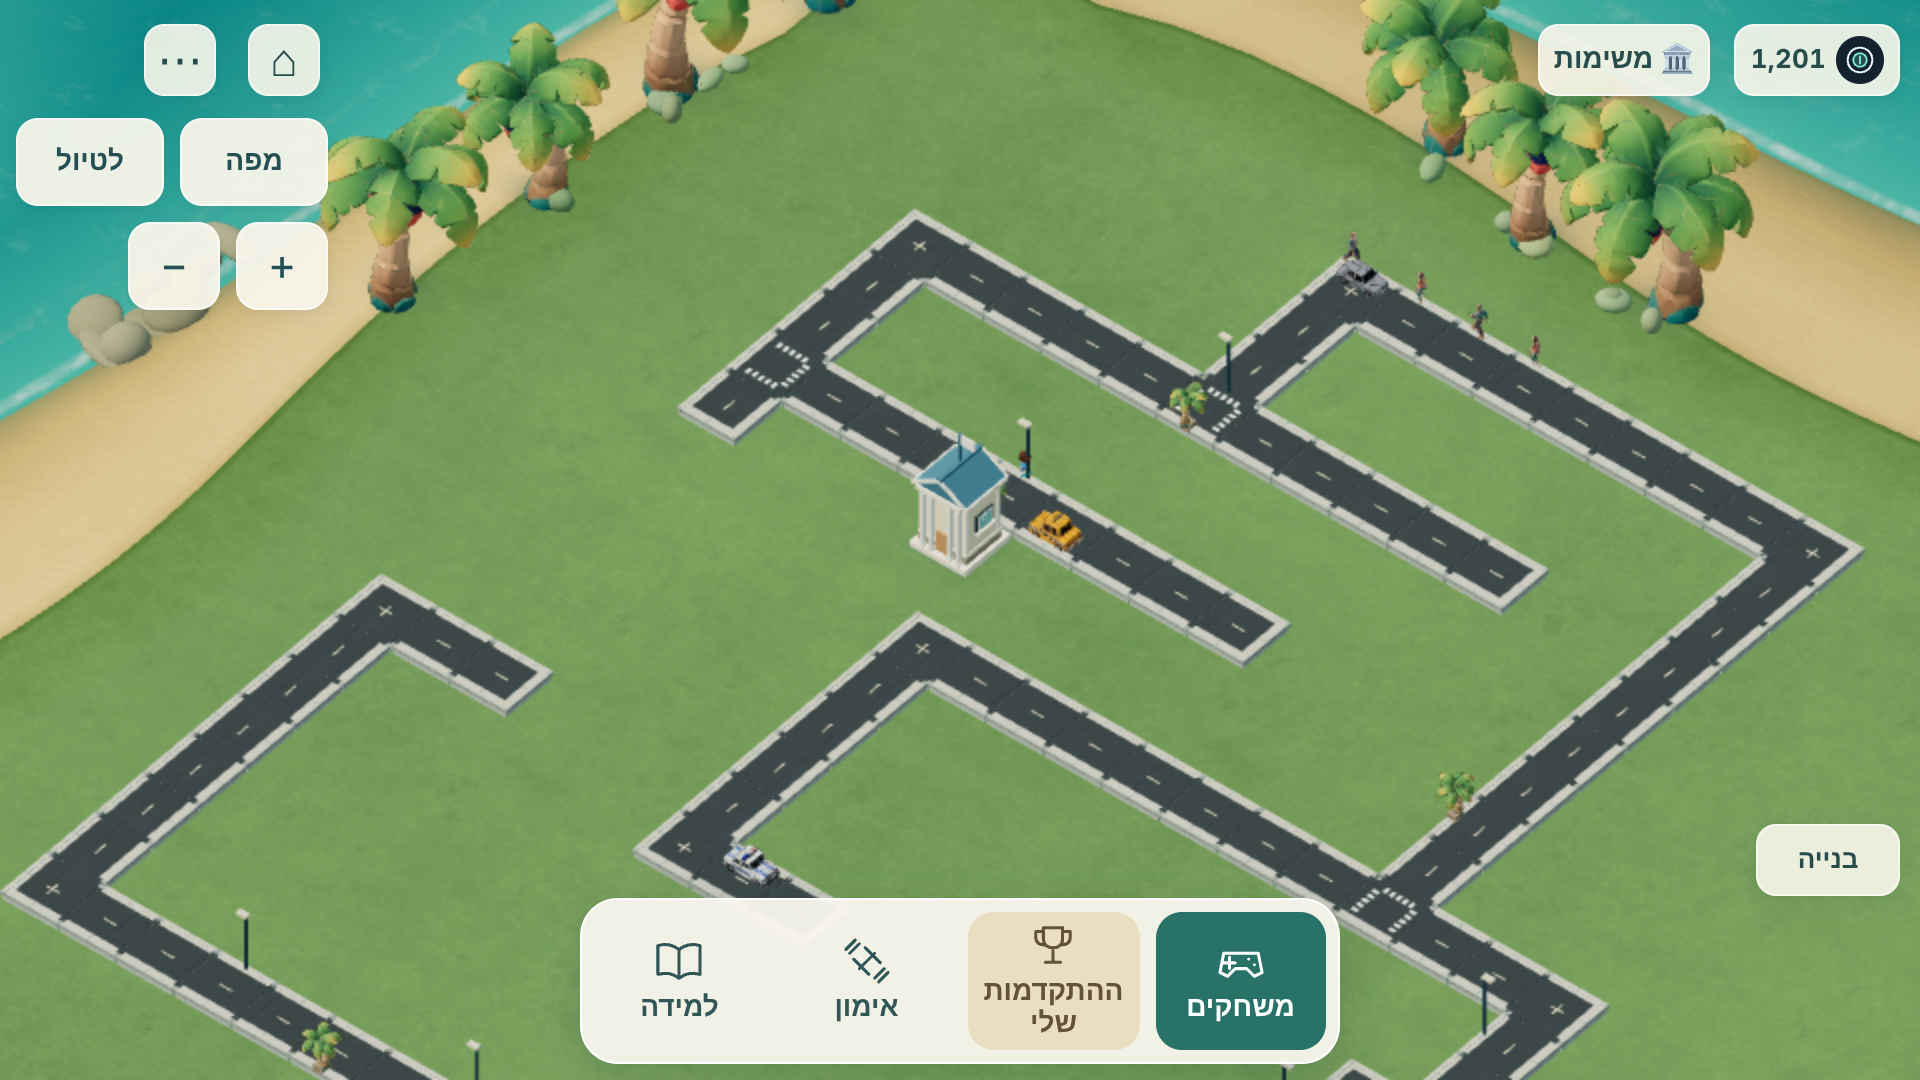 1,201
משימות
⌂
⋯
מפה
לטיול
+
−
בנייה
משחקים
ההתקדמות
שלי
אימון
למידה